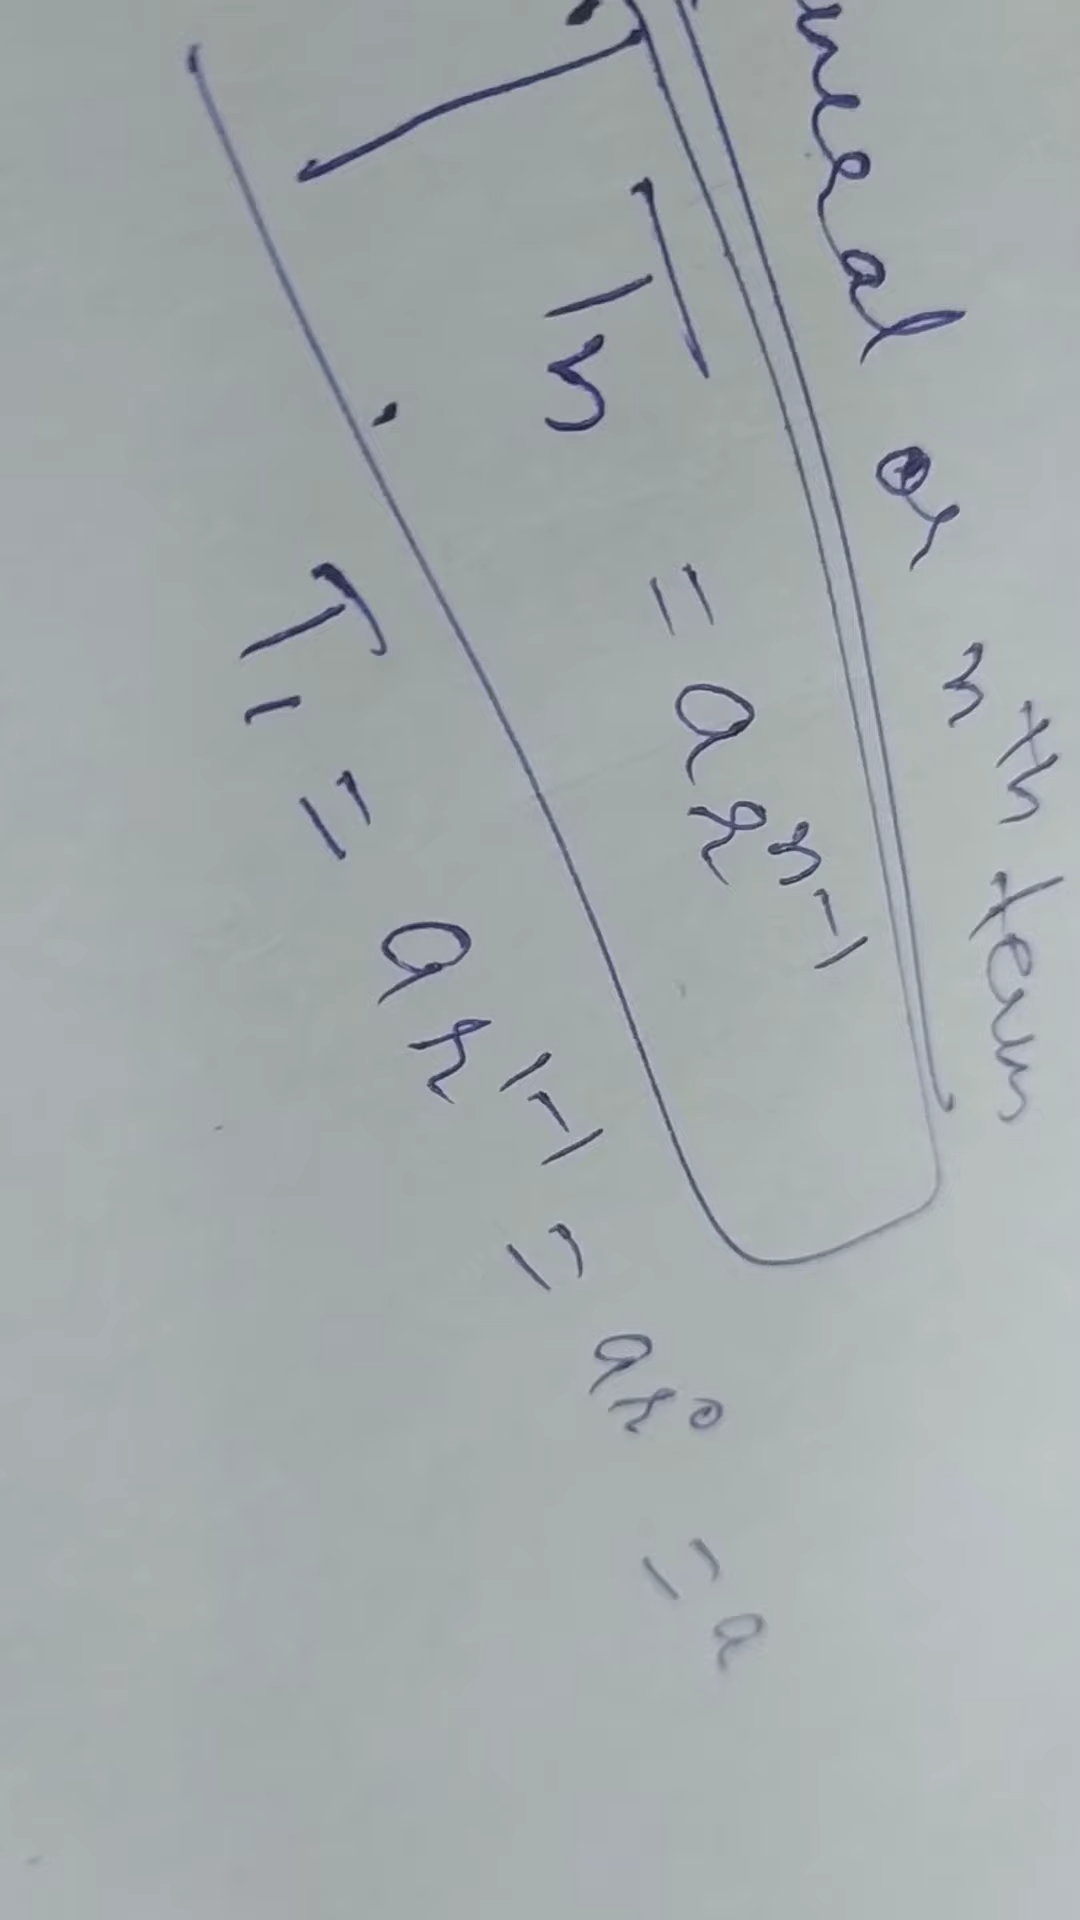 neral or nth term
Tn = ar^n-1
T1 = ar^1-1 = ar^0 = a